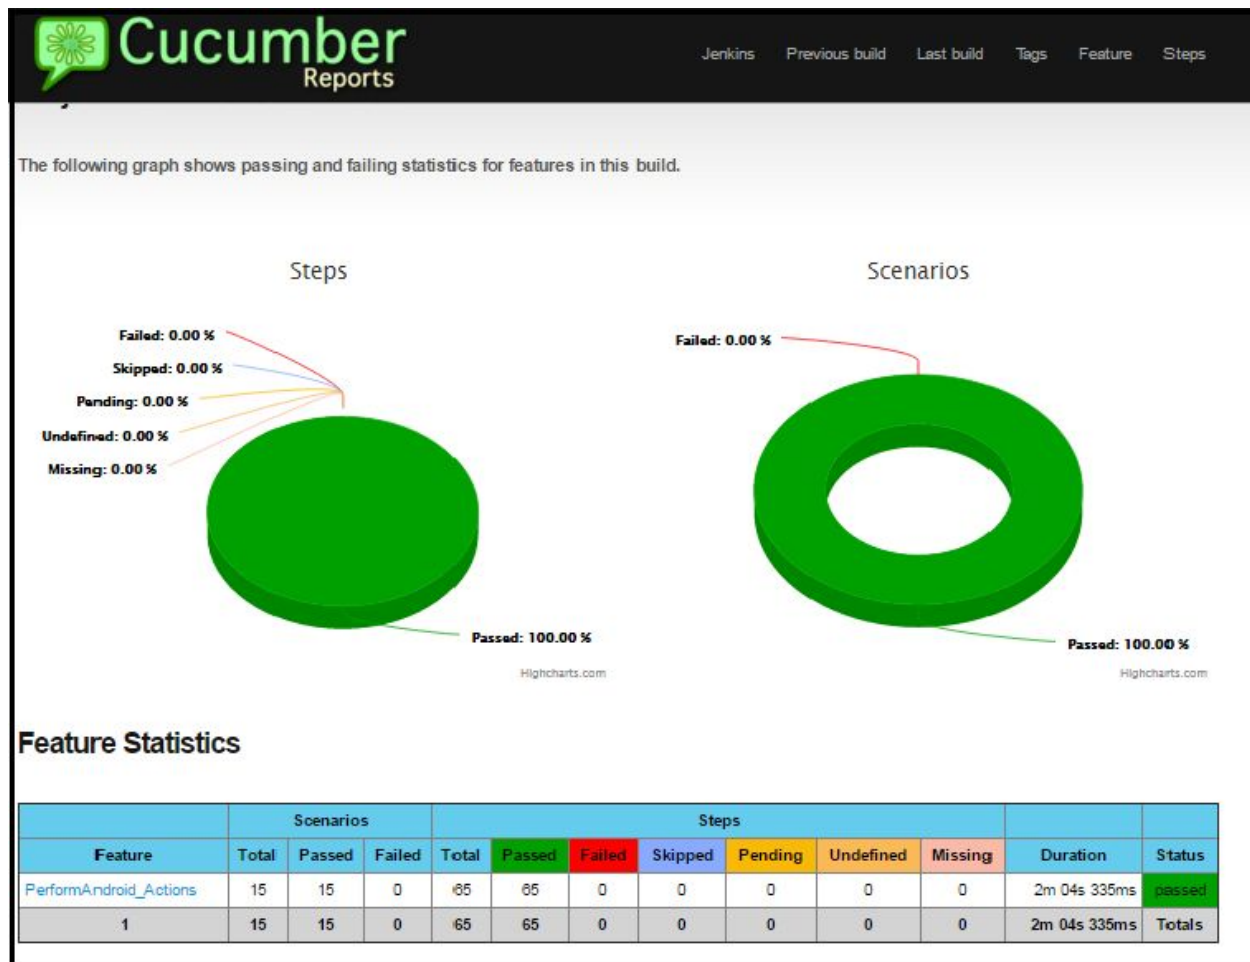 Cucumber
Reports
Jenkins Previous build Last build Tags Feature Steps
The following graph shows passing and failing statistics for features in this build.
Steps
Failed: 0.00 %
Skipped: 0.00 %
Pending: 0.00 %
Undefined: 0.00 %
Missing: 0.00 %
Passed: 100.00 %
Highcharts.com
Scenarios
Failed: 0.00 %
Passed: 100.00 %
Highcharts.com
Feature Statistics
Scenarios Steps
Feature Total Passed Failed Total Passed Failed Skipped Pending Undefined Missing Duration Status
PerformAndroid_Actions 15 15 0 65 65 0 0 0 0 0 2m 04s 335ms passed
1 15 15 0 65 65 0 0 0 0 0 2m 04s 335ms Totals